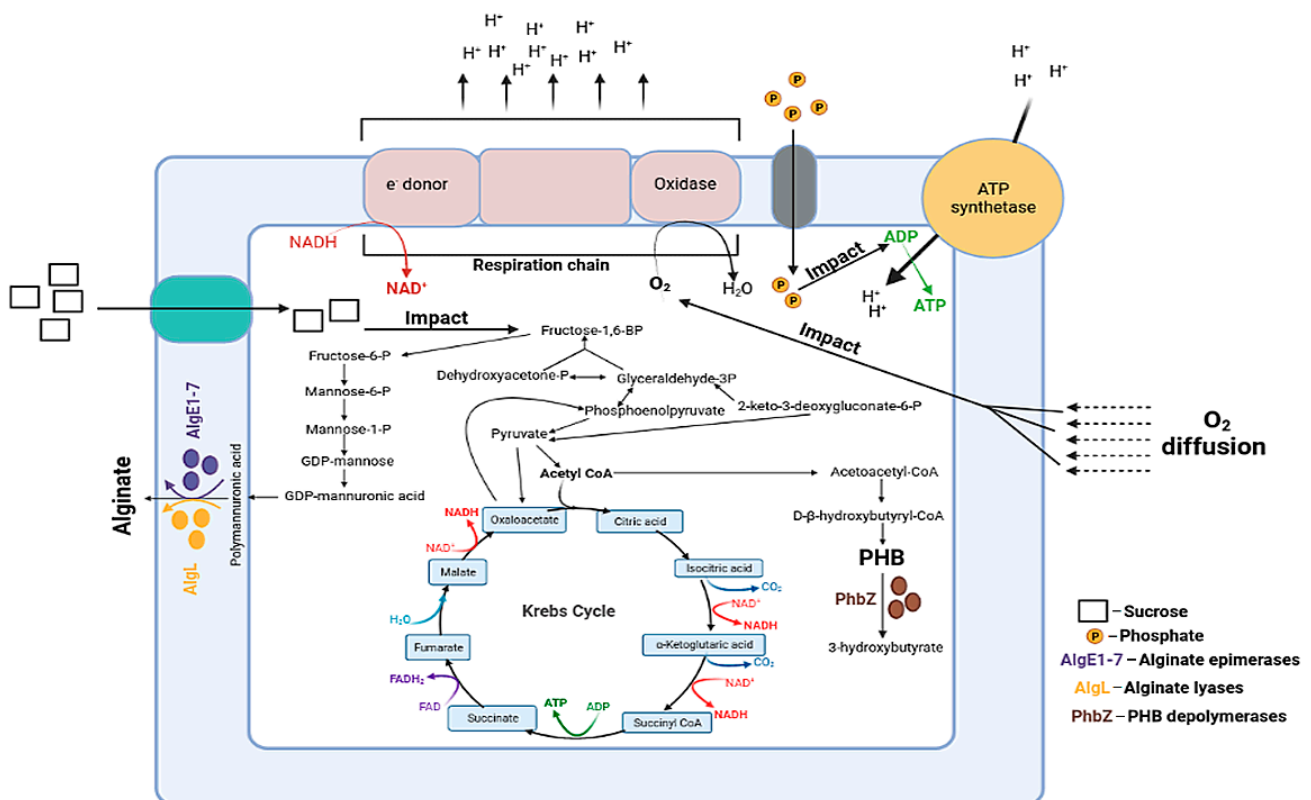 H⁺
H⁺
H⁺
H⁺
H⁺
H⁺
H⁺
H⁺
H⁺
H⁺
H⁺
H⁺
H⁺
P
P
P
P
e⁻ donor
Oxidase
ATP
synthetase
NADH
NAD⁺
Respiration chain
O₂
H₂O
P
P
Impact
ADP
ATP
H⁺
H⁺
Impact
Impact
O₂
diffusion
Fructose-1,6-BP
Fructose-6-P
Dehydroxyacetone-P
Glyceraldehyde-3P
Mannose-6-P
Phosphoenolpyruvate
2-keto-3-deoxygluconate-6-P
Mannose-1-P
Pyruvate
GDP-mannose
Acetyl CoA
Acetoacetyl-CoA
GDP-mannuronic acid
Polymannuronic acid
AlgE1-7
AlgL
Alginate
D-β-hydroxybutyryl-CoA
PHB
PhbZ
3-hydroxybutyrate
Krebs Cycle
Oxaloacetate
Citric acid
Isocitric acid
CO₂
NAD⁺
NADH
α-Ketoglutaric acid
CO₂
NAD⁺
NADH
Succinyl CoA
ADP
ATP
Succinate
FAD
FADH₂
Fumarate
H₂O
Malate
NAD⁺
NADH
– Sucrose
P – Phosphate
AlgE1-7 – Alginate epimerases
AlgL – Alginate lyases
PhbZ – PHB depolymerases